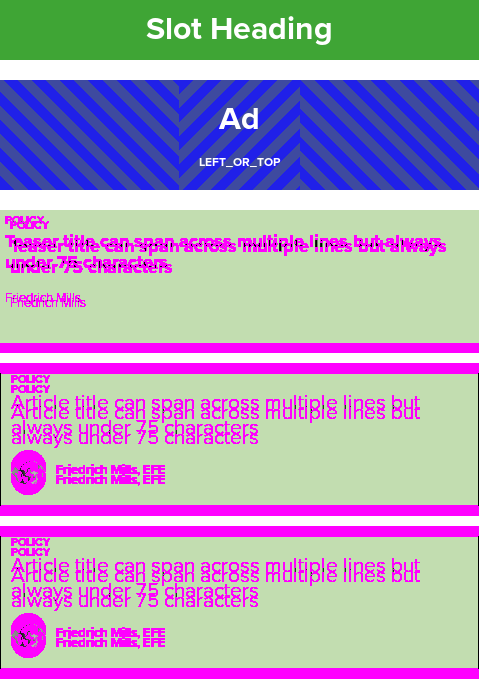 Slot Heading
Ad
LEFT_OR_TOP
POLICY
POLICY
Teaser title can span across multiple lines but always
Teaser title can span across multiple lines but always
under 75 characters
under 75 characters
Friedrich Mills
Friedrich Mills
POLICY
POLICY
Article title can span across multiple lines but
Article title can span across multiple lines but
always under 75 characters
always under 75 characters
Friedrich Mills, EFE
Friedrich Mills, EFE
POLICY
POLICY
Article title can span across multiple lines but
Article title can span across multiple lines but
always under 75 characters
always under 75 characters
Friedrich Mills, EFE
Friedrich Mills, EFE